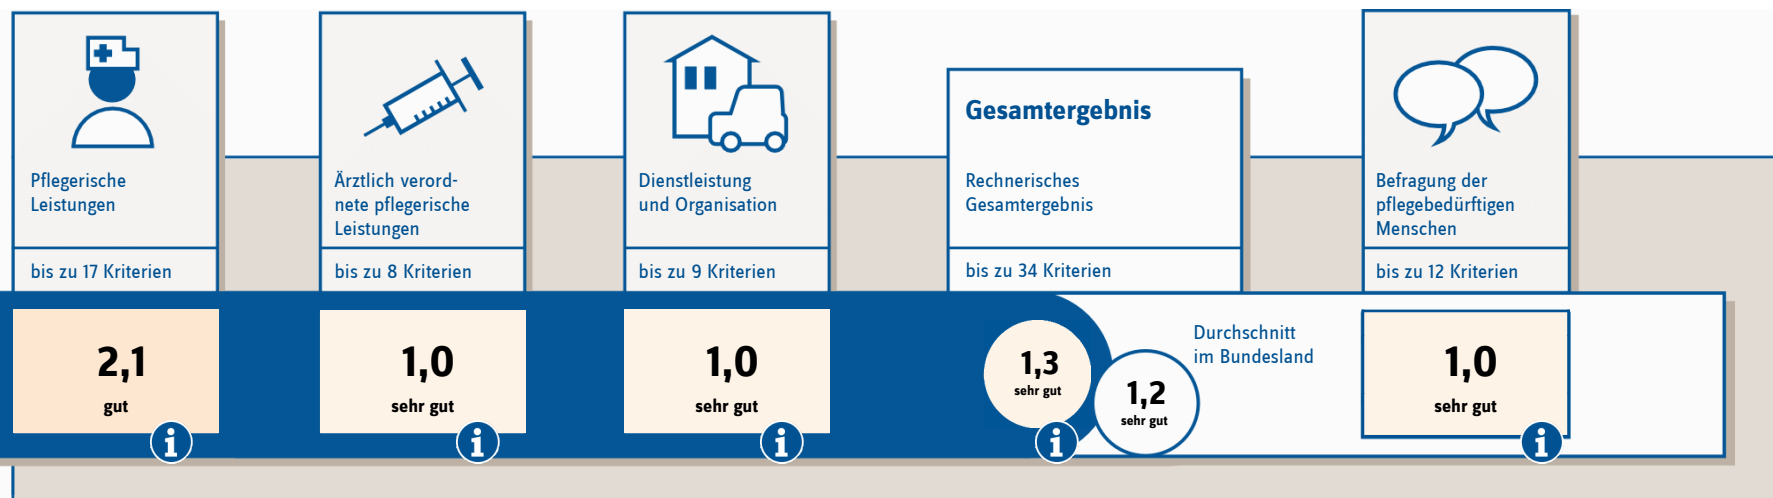 Pflegerische
Leistungen
bis zu 17 Kriterien
2,1
gut
i
Ärztlich verord-
nete pflegerische
Leistungen
bis zu 8 Kriterien
1,0
sehr gut
i
Dienstleistung
und Organisation
bis zu 9 Kriterien
1,0
sehr gut
i
Gesamtergebnis
Rechnerisches
Gesamtergebnis
bis zu 34 Kriterien
1,3
sehr gut
i
1,2
sehr gut
Durchschnitt
im Bundesland
Befragung der
pflegebedürftigen
Menschen
bis zu 12 Kriterien
1,0
sehr gut
i